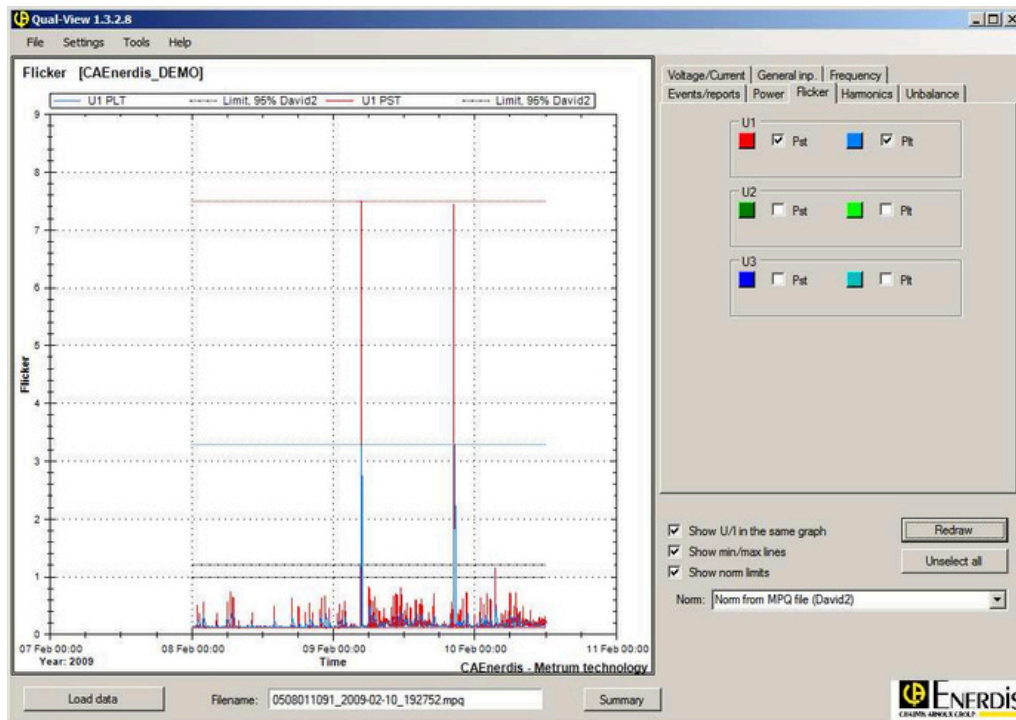 Qual-View 1.3.2.8
File Settings Tools Help
Flicker [CAEnerdis_DEMO]
U1 PLT Limit, 95% David2 U1 PST Limit, 95% David2
9
8
7
6
5
4
3
2
1
0
Flicker
07 Feb 00:00 08 Feb 00:00 09 Feb 00:00 10 Feb 00:00 11 Feb 00:00
Year: 2009 Time
CAEnerdis - Metrum technology
Voltage/Current General inp. Frequency
Events/reports Power Flicker Harmonics Unbalance
U1
Pst Plt
U2
Pst Plt
U3
Pst Plt
Show U/I in the same graph
Show min/max lines
Show norm limits
Redraw
Unselect all
Norm: Norm from MPQ file (David2)
Load data Filename: 0508011091_2009-02-10_192752.mpq Summary
ENERDIS
CHAUVIN ARNOUX GROUP